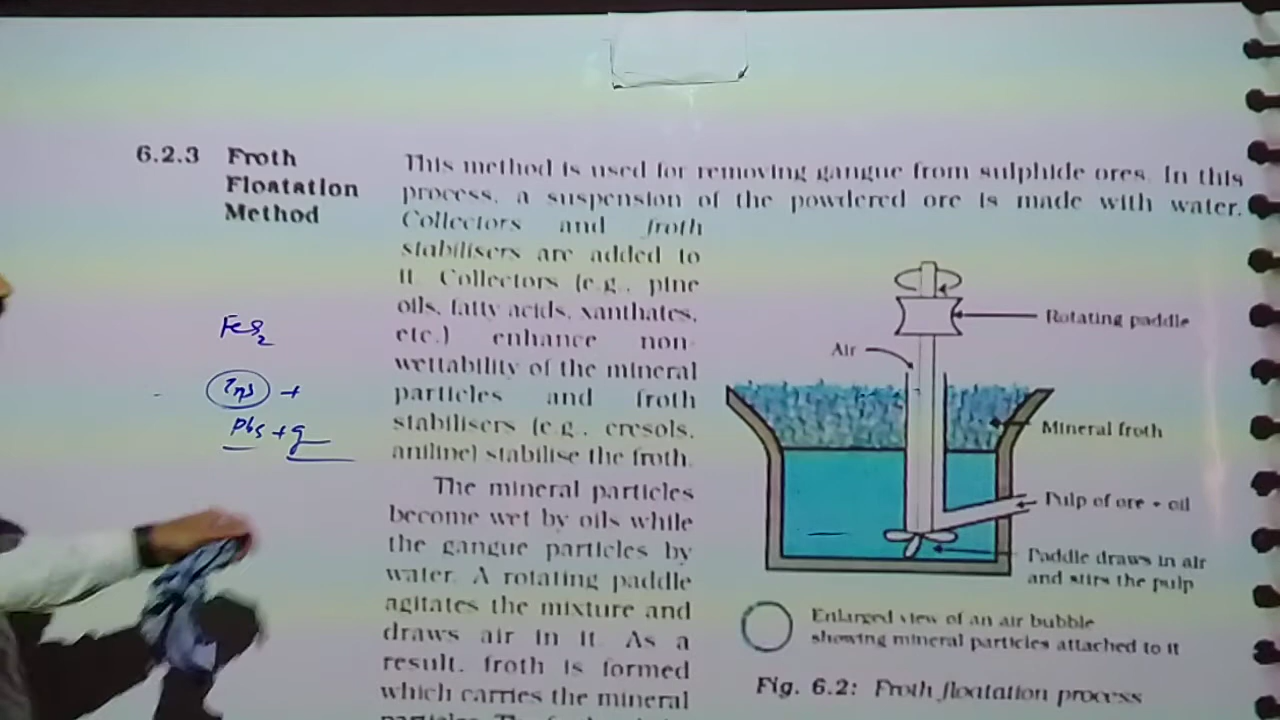 6.2.3 Froth
Floatation
Method
This method is used for removing gangue from sulphide ores. In this
process, a suspension of the powdered ore is made with water.
Collectors and froth
stabilisers are added to
it. Collectors (e.g., pine
oils, fatty acids, xanthates,
etc.) enhance non-
wettability of the mineral
particles and froth
stabilisers (e.g., cresols,
aniline) stabilise the froth.
The mineral particles
become wet by oils while
the gangue particles by
water. A rotating paddle
agitates the mixture and
draws air in it. As a
result, froth is formed
which carries the mineral
FeS2
ZnS +
PbS + g
Rotating paddle
Air
Mineral froth
Pulp of ore + oil
Paddle draws in air
and stirs the pulp
Enlarged view of an air bubble
showing mineral particles attached to it
Fig. 6.2: Froth floatation process